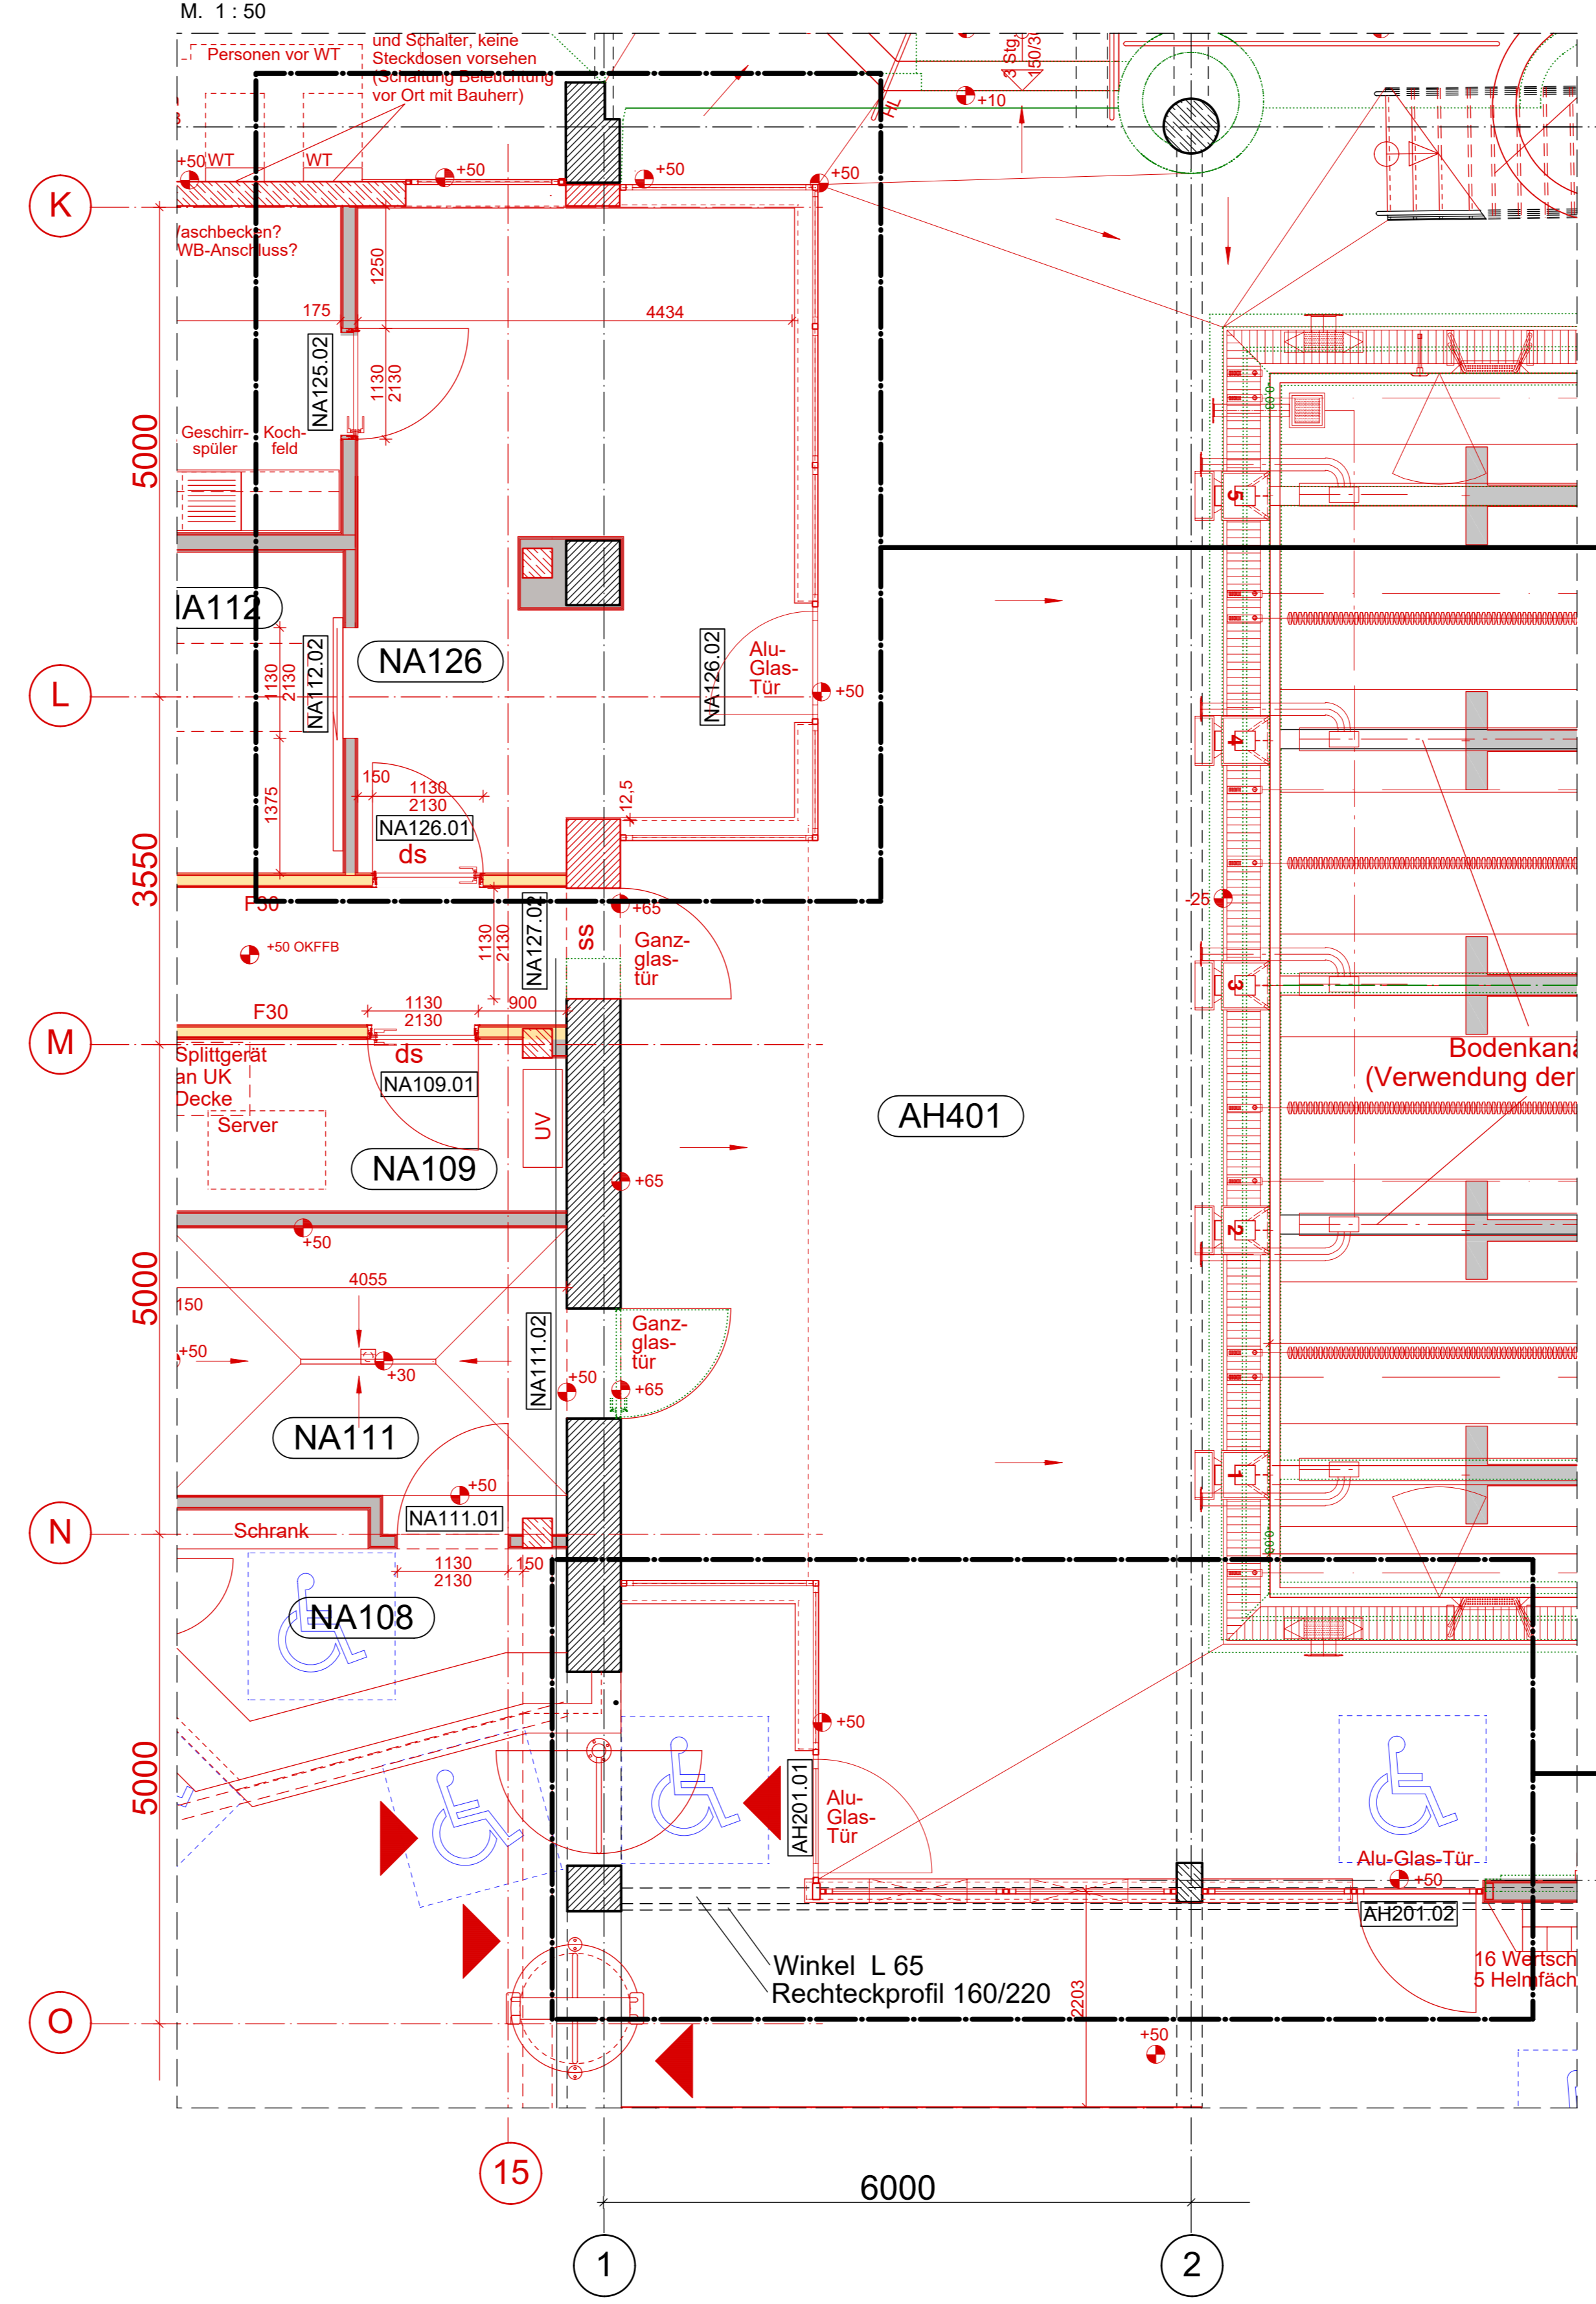 M. 1 : 50
Personen vor WT
und Schalter, keine
Steckdosen vorsehen
(Schaltung Beleuchtung
vor Ort mit Bauherr)
3 Stg.
+10
HL
+50
WT
WT
+50
+50
+50
K
WB-Anschluss?
1250
175
4434
NA125.02
1130
2130
5000
Geschirr-
spüler
Koch-
feld
5
NA126
NA112.02
1130
2130
NA126.02
Alu-
Glas-
Tür
+50
L
4
1375
150
1130
2130
12,5
NA126.01
ds
3550
F30
+65
-25
NA127.02
1130
2130
ss
Ganz-
glas-
tür
+50 OKFFB
3
F30
1130
2130
900
M
ds
Splittgerät
an UK
Decke
NA109.01
Server
UV
AH401
(Verwendung der
NA109
+65
2
+50
4055
5000
150
NA111.02
Ganz-
glas-
tür
+50
+30
+50
+65
NA111
1
+50
NA111.01
N
Schrank
1130
2130
150
NA108
+50
5000
AH201.01
Alu-
Glas-
Tür
Alu-Glas-Tür
+50
AH201.02
Winkel L 65
Rechteckprofil 160/220
16 Wertsch
5 Helmfäch
2203
O
+50
15
6000
1
2